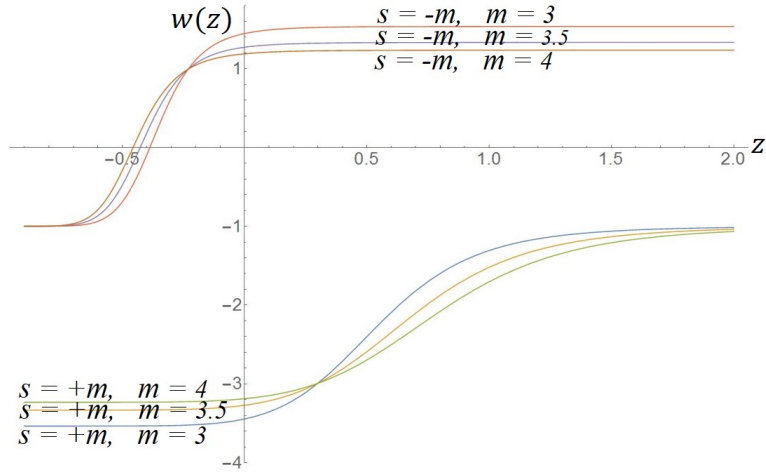 w(z)
s = -m, m = 3
s = -m, m = 3.5
s = -m, m = 4
1
z
-0.5 0.5 1.0 1.5 2.0
-1
-2
-3
s = +m, m = 4
s = +m, m = 3.5
s = +m, m = 3
-4